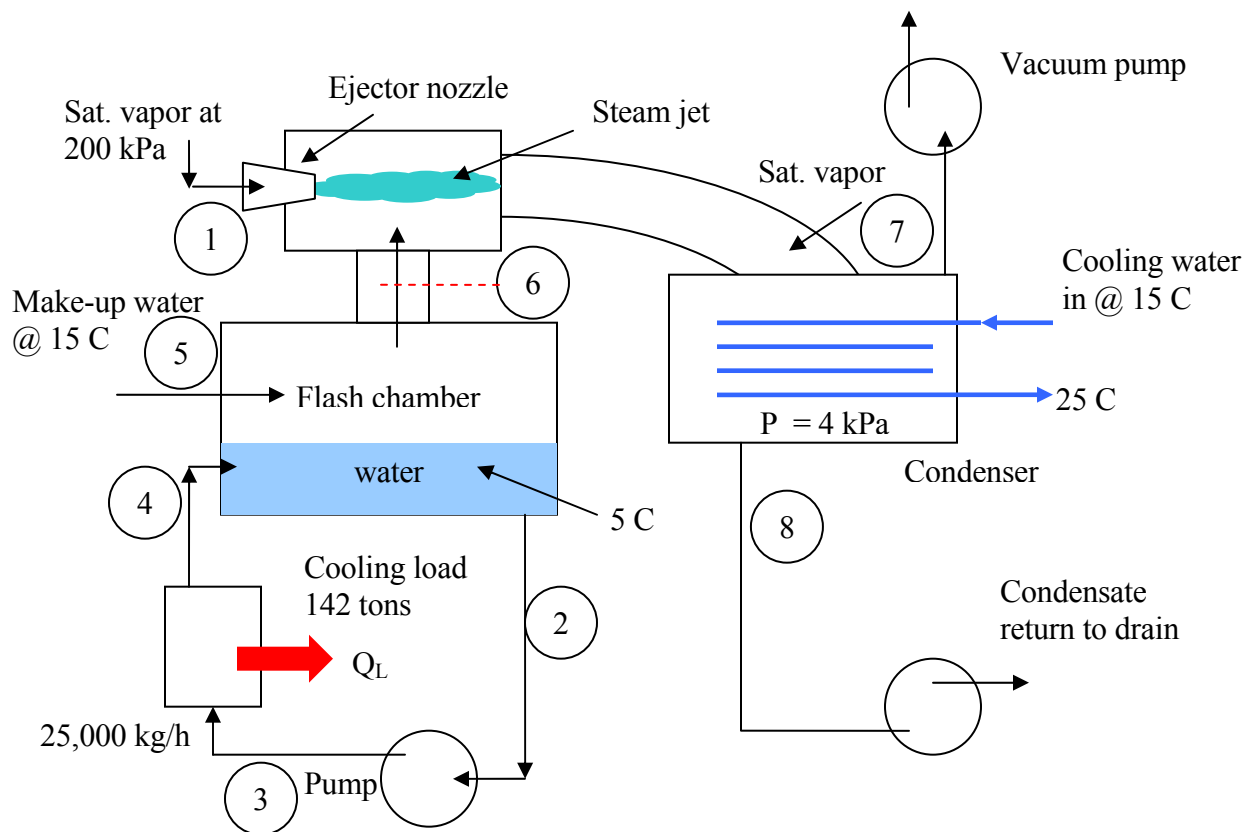 Ejector nozzle
Sat. vapor at
200 kPa
Steam jet
Vacuum pump
Sat. vapor
1
6
7
Make-up water
@ 15 C
5
Cooling water
in @ 15 C
Flash chamber
25 C
P = 4 kPa
water
Condenser
4
5 C
8
Cooling load
142 tons
2
Condensate
return to drain
QL
25,000 kg/h
Pump
3